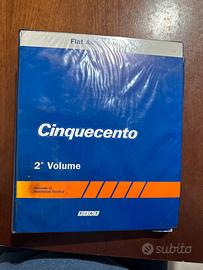 Fiat A
Cinquecento
2° Volume
Manuale di
Assistenza Tecnica
FIAT
subito